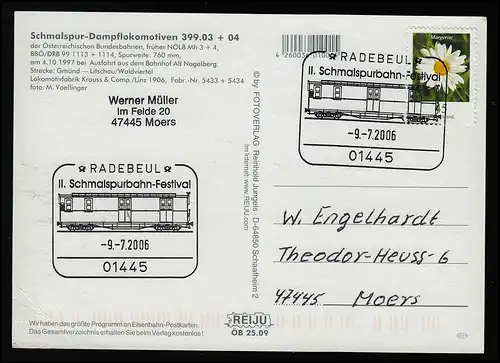 Schmalspur-Dampflokomotiven 399.03 + 04
der Österreichischen Bundesbahnen, früher NÖLB Mh 3 + 4,
BBÖ/DRB 99 1113 + 1114, Spurweite: 760 mm,
am 4.10.1997 bei Ausfahrt aus dem Bahnhof Alt Nagelberg.
Strecke: Gmünd – Litschau/Waldviertel
Lokomotivfabrik Krauss & Comp./Linz 1906, Fabr.-Nr. 5433 + 5434
foto: M. Voellinger
Werner Müller
Im Felde 20
47445 Moers
RADEBEUL
II. Schmalspurbahn-Festival
-9.-7.2006
01445
Wir haben das größte Programm an Eisenbahn-Postkarten.
Das Gesamtverzeichnis erhalten Sie beim Verlag kostenlos!
© by FOTOVERLAG Reinhold Jungels · D-64850 Schaafheim 2
Im Internet: www.REIJU.de
REIJU
ÖB 25.09
Margerite
RADEBEUL
II. Schmalspurbahn-Festival
-9.-7.2006
01445
W. Engelhardt
Theodor-Heuss-6
47445 Moers